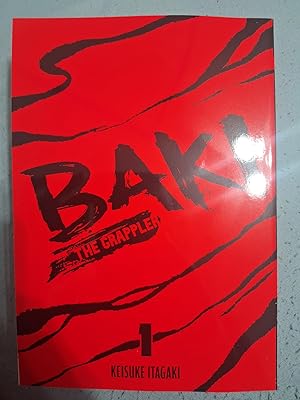 BAKI
THE GRAPPLER
1
KEISUKE ITAGAKI